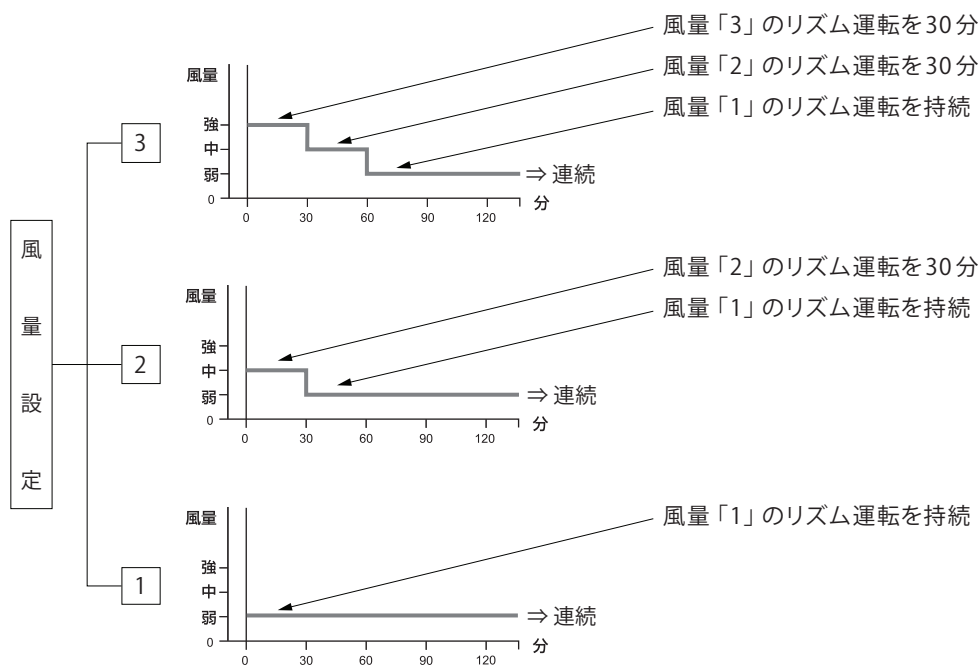 風量設定
3
風量
強
中
弱
0
0 30 60 90 120
分
⇒ 連続
風量「3」のリズム運転を30分
風量「2」のリズム運転を30分
風量「1」のリズム運転を持続
2
風量
強
中
弱
0
0 30 60 90 120
分
⇒ 連続
風量「2」のリズム運転を30分
風量「1」のリズム運転を持続
1
風量
強
中
弱
0
0 30 60 90 120
分
⇒ 連続
風量「1」のリズム運転を持続